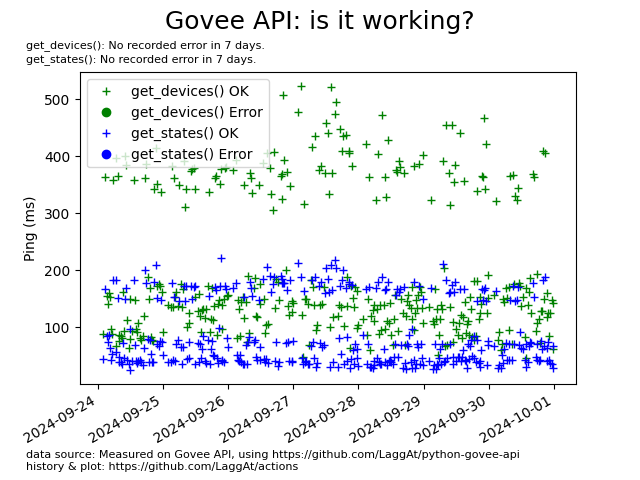 Govee API: is it working?
get_devices(): No recorded error in 7 days.
get_states(): No recorded error in 7 days.
get_devices() OK
get_devices() Error
get_states() OK
get_states() Error
500
400
300
200
100
Ping (ms)
2024-09-24
2024-09-25
2024-09-26
2024-09-27
2024-09-28
2024-09-29
2024-09-30
2024-10-01
data source: Measured on Govee API, using https://github.com/LaggAt/python-govee-api
history & plot: https://github.com/LaggAt/actions